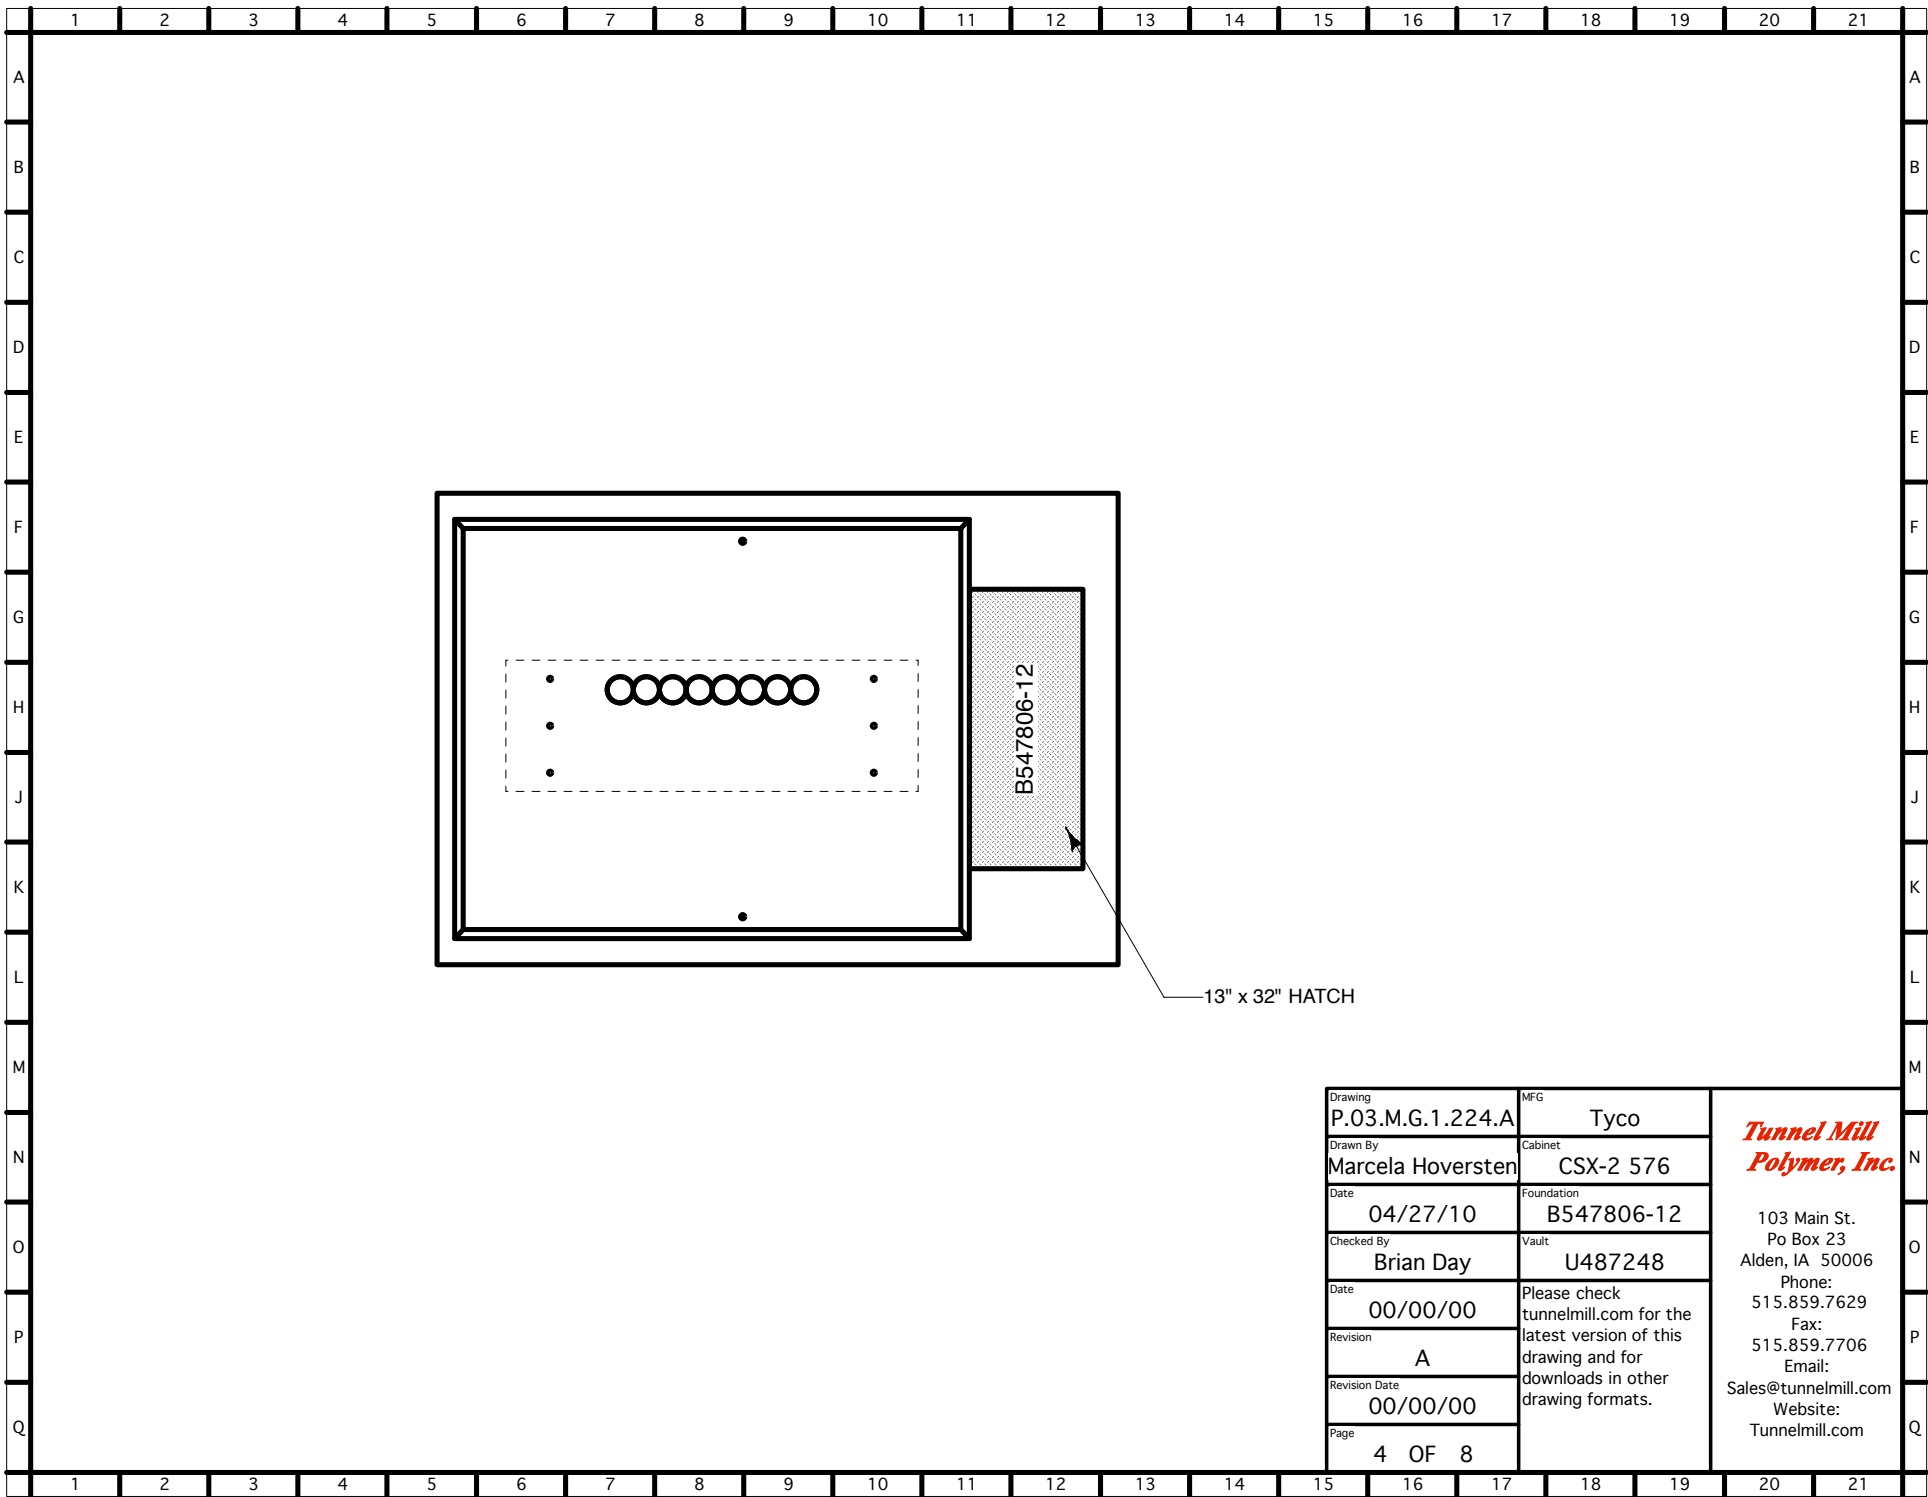 1 2 3 4 5 6 7 8 9 10 11 12 13 14 15 16 17 18 19 20 21
A A
B B
C C
D D
E E
F F
G G
H H
J J
K K
L L
M M
N N
O O
P P
Q Q
B547806-12
13" x 32" HATCH
Drawing
P.03.M.G.1.224.A
MFG
Tyco
Drawn By
Marcela Hoversten
Cabinet
CSX-2 576
Date
04/27/10
Foundation
B547806-12
Checked By
Brian Day
Vault
U487248
Date
00/00/00
Revision
A
Revision Date
00/00/00
Page
4 OF 8
Please check
tunnelmill.com for the
latest version of this
drawing and for
downloads in other
drawing formats.
Tunnel Mill
Polymer, Inc.
103 Main St.
Po Box 23
Alden, IA 50006
Phone:
515.859.7629
Fax:
515.859.7706
Email:
Sales@tunnelmill.com
Website:
Tunnelmill.com
1 2 3 4 5 6 7 8 9 10 11 12 13 14 15 16 17 18 19 20 21